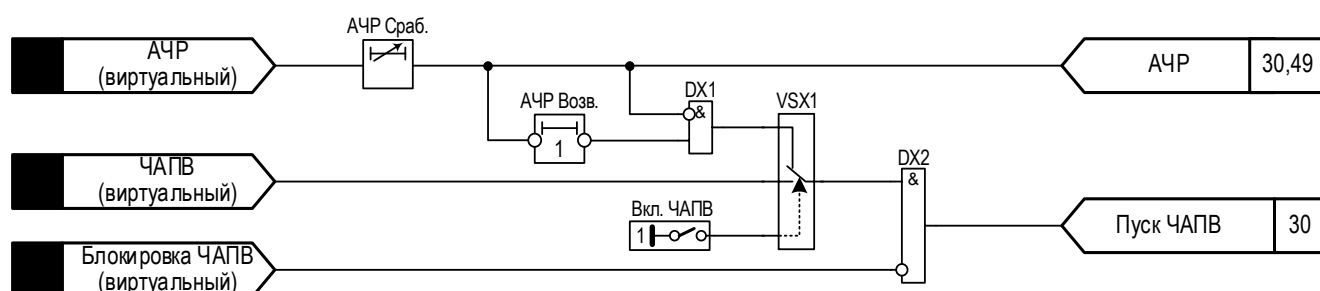 АЧР Сраб.
АЧР
(виртуальный)
АЧР
30,49
DX1
&
АЧР Возв.
1
VSX1
ЧАПВ
(виртуальный)
DX2
&
Вкл. ЧАПВ
1
Пуск ЧАПВ
30
Блокировка ЧАПВ
(виртуальный)